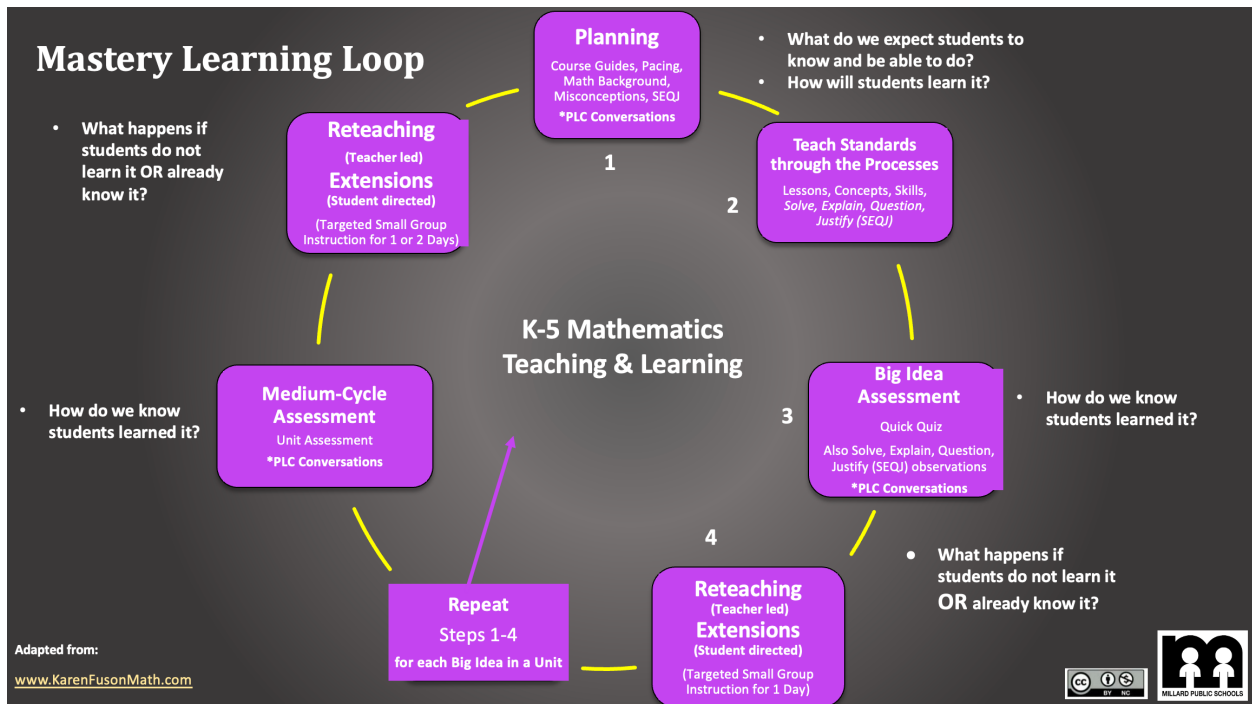 Mastery Learning Loop
Planning
Course Guides, Pacing,
Math Background,
Misconceptions, SEQJ
*PLC Conversations
1
• What do we expect students to
know and be able to do?
• How will students learn it?
Teach Standards
through the Processes
Lessons, Concepts, Skills,
Solve, Explain, Question,
Justify (SEQJ)
2
Big Idea
Assessment
Quick Quiz
Also Solve, Explain, Question,
Justify (SEQJ) observations
*PLC Conversations
3
• How do we know
students learned it?
4
Reteaching
(Teacher led)
Extensions
(Student directed)
(Targeted Small Group
Instruction for 1 Day)
• What happens if
students do not learn it
OR already know it?
Repeat
Steps 1-4
for each Big Idea in a Unit
Medium-Cycle
Assessment
Unit Assessment
*PLC Conversations
• How do we know
students learned it?
Reteaching
(Teacher led)
Extensions
(Student directed)
(Targeted Small Group
Instruction for 1 or 2 Days)
• What happens if
students do not
learn it OR already
know it?
K-5 Mathematics
Teaching & Learning
Adapted from:
www.KarenFusonMath.com
CC BY NC
m
MILLARD PUBLIC SCHOOLS